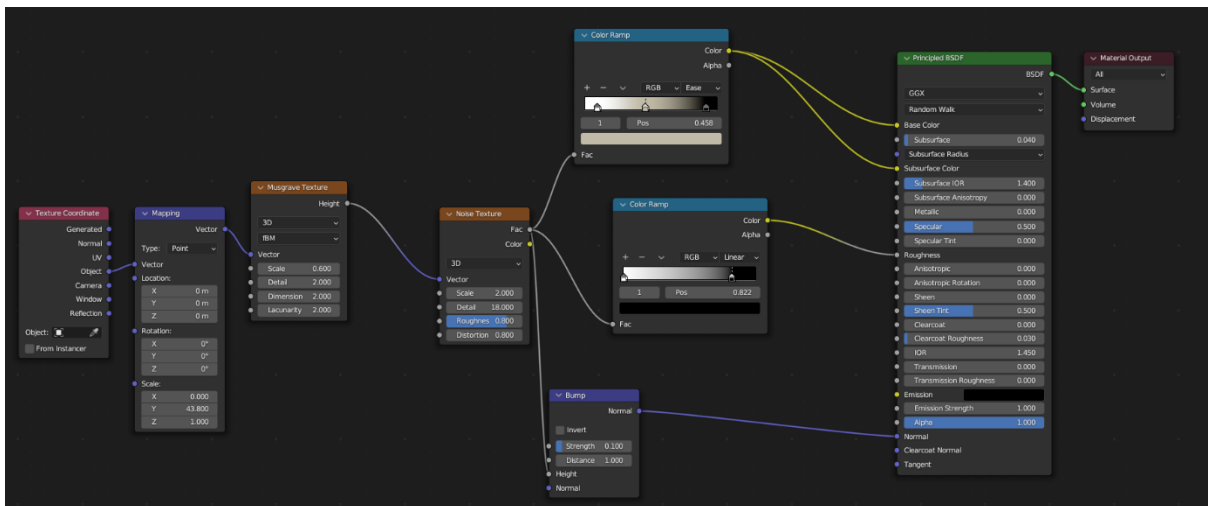 Texture Coordinate
Generated
Normal
UV
Object
Camera
Window
Reflection
Object:
From Instancer
Mapping
Vector
Type: Point
Vector
Location:
X 0 m
Y 0 m
Z 0 m
Rotation:
X 0°
Y 0°
Z 0°
Scale:
X 0.000
Y 43.800
Z 1.000
Musgrave Texture
Height
3D
fBM
Vector
Scale 0.600
Detail 2.000
Dimension 2.000
Lacunarity 2.000
Noise Texture
Fac
Color
3D
Vector
Scale 2.000
Detail 18.000
Roughnes 0.800
Distortion 0.800
Color Ramp
Color
Alpha
+ − RGB Ease
1 Pos 0.458
Fac
Color Ramp
Color
Alpha
+ − RGB Linear
1 Pos 0.822
Fac
Bump
Normal
Invert
Strength 0.100
Distance 1.000
Height
Normal
Principled BSDF
BSDF
GGX
Random Walk
Base Color
Subsurface 0.040
Subsurface Radius
Subsurface Color
Subsurface IOR 1.400
Subsurface Anisotropy 0.000
Metallic 0.000
Specular 0.500
Specular Tint 0.000
Roughness
Anisotropic 0.000
Anisotropic Rotation 0.000
Sheen 0.000
Sheen Tint 0.500
Clearcoat 0.000
Clearcoat Roughness 0.030
IOR 1.450
Transmission 0.000
Transmission Roughness 0.000
Emission
Emission Strength 1.000
Alpha 1.000
Normal
Clearcoat Normal
Tangent
Material Output
All
Surface
Volume
Displacement